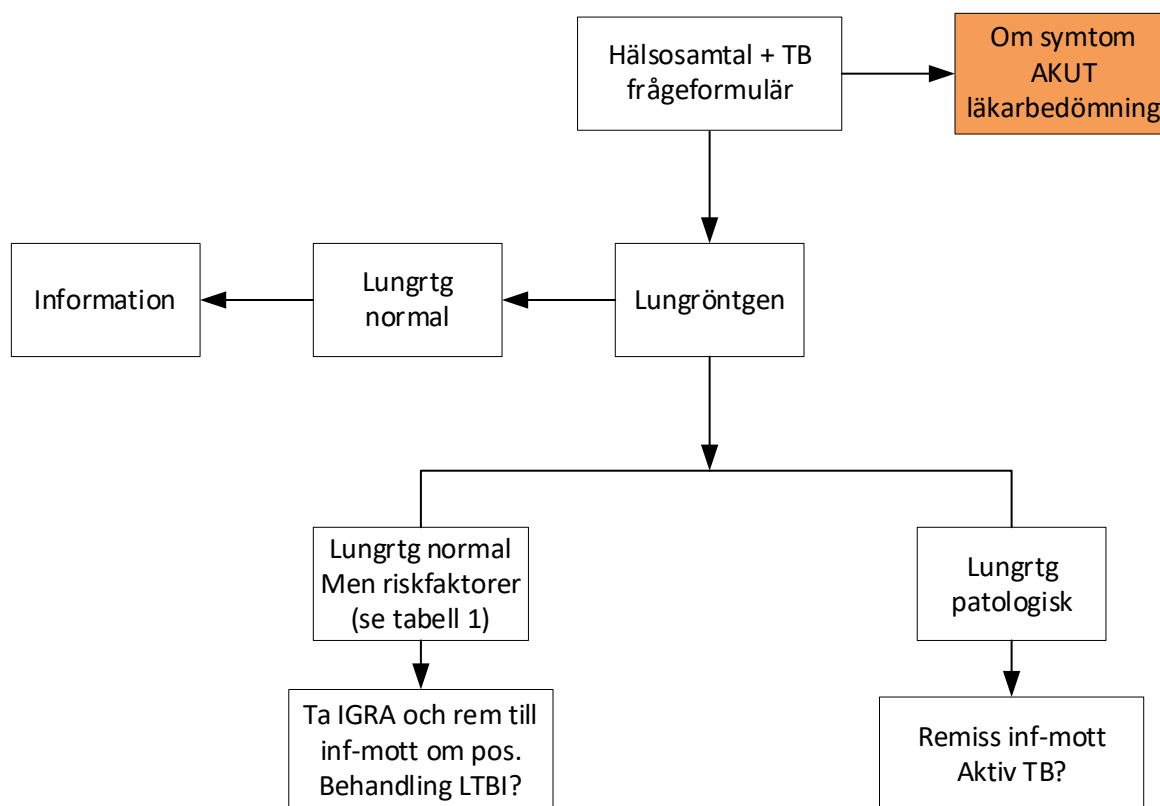 Hälsosamtal + TB
frågeformulär
Om symtom
AKUT
läkarbedömning
Information
Lungrtg
normal
Lungröntgen
Lungrtg normal
Men riskfaktorer
(se tabell 1)
Lungrtg
patologisk
Ta IGRA och rem till
inf-mott om pos.
Behandling LTBI?
Remiss inf-mott
Aktiv TB?